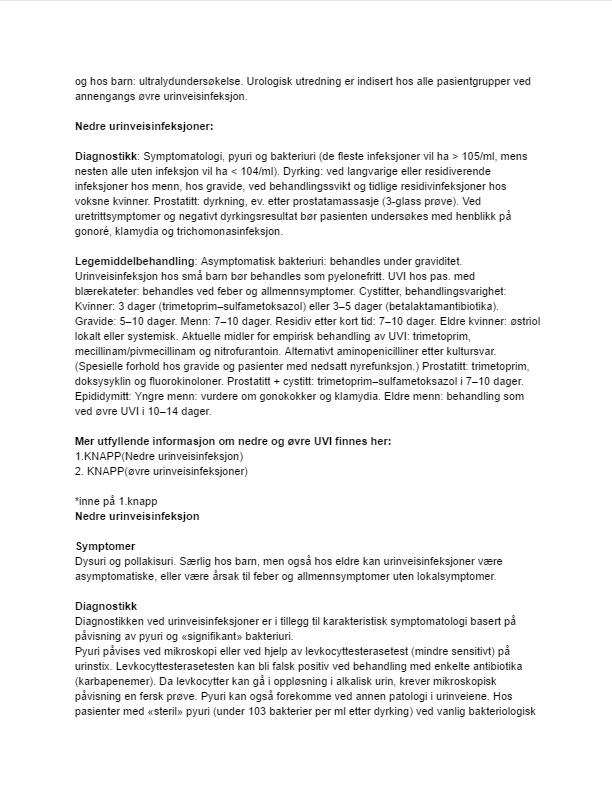 og hos barn: ultralydundersøkelse. Urologisk utredning er indisert hos alle pasientgrupper ved
annengangs øvre urinveisinfeksjon.
Nedre urinveisinfeksjoner:
Diagnostikk: Symptomatologi, pyuri og bakteriuri (de fleste infeksjoner vil ha > 105/ml, mens
nesten alle uten infeksjon vil ha < 104/ml). Dyrking: ved langvarige eller residiverende
infeksjoner hos menn, hos gravide, ved behandlingssvikt og tidlige residivinfeksjoner hos
voksne kvinner. Prostatitt: dyrkning, ev. etter prostatamassasje (3-glass prøve). Ved
uretrittsymptomer og negativt dyrkingsresultat bør pasienten undersøkes med henblikk på
gonoré, klamydia og trichomonasinfeksjon.
Legemiddelbehandling: Asymptomatisk bakteriuri: behandles under graviditet.
Urinveisinfeksjon hos små barn bør behandles som pyelonefritt. UVI hos pas. med
blærekateter: behandles ved feber og allmennsymptomer. Cystitter, behandlingsvarighet:
Kvinner: 3 dager (trimetoprim–sulfametoksazol) eller 3–5 dager (betalaktamantibiotika).
Gravide: 5–10 dager. Menn: 7–10 dager. Residiv etter kort tid: 7–10 dager. Eldre kvinner: østriol
lokalt eller systemisk. Aktuelle midler for empirisk behandling av UVI: trimetoprim,
mecillinam/pivmecillinam og nitrofurantoin. Alternativt aminopenicilliner etter kultursvar.
(Spesielle forhold hos gravide og pasienter med nedsatt nyrefunksjon.) Prostatitt: trimetoprim,
doksysyklin og fluorokinoloner. Prostatitt + cystitt: trimetoprim–sulfametoksazol i 7–10 dager.
Epididymitt: Yngre menn: vurdere om gonokokker og klamydia. Eldre menn: behandling som
ved øvre UVI i 10–14 dager.
Mer utfyllende informasjon om nedre og øvre UVI finnes her:
1.KNAPP(Nedre urinveisinfeksjon)
2. KNAPP(øvre urinveisinfeksjoner)
*inne på 1.knapp
Nedre urinveisinfeksjon
Symptomer
Dysuri og pollakisuri. Særlig hos barn, men også hos eldre kan urinveisinfeksjoner være
asymptomatiske, eller være årsak til feber og allmennsymptomer uten lokalsymptomer.
Diagnostikk
Diagnostikken ved urinveisinfeksjoner er i tillegg til karakteristisk symptomatologi basert på
påvisning av pyuri og «signifikant» bakteriuri.
Pyuri påvises ved mikroskopi eller ved hjelp av levkocyttesterasetest (mindre sensitivt) på
urinstix. Levkocyttesterasetesten kan bli falsk positiv ved behandling med enkelte antibiotika
(karbapenemer). Da levkocytter kan gå i oppløsning i alkalisk urin, krever mikroskopisk
påvisning en fersk prøve. Pyuri kan også forekomme ved annen patologi i urinveiene. Hos
pasienter med «steril» pyuri (under 103 bakterier per ml etter dyrking) ved vanlig bakteriologisk